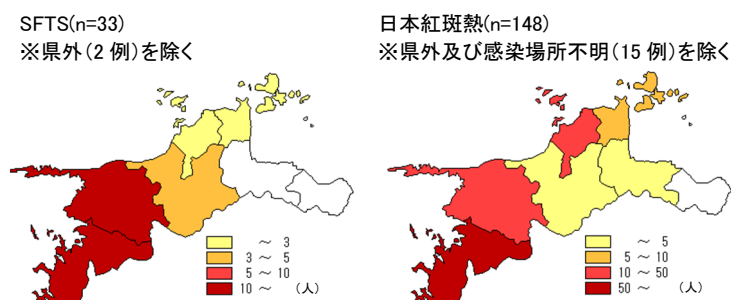 SFTS(n=33)
※県外(2 例)を除く
～ 3
3 ～ 5
5 ～ 10
10 ～ (人)
日本紅斑熱(n=148)
※県外及び感染場所不明(15 例)を除く
～ 5
5 ～ 10
10 ～ 50
50 ～ (人)